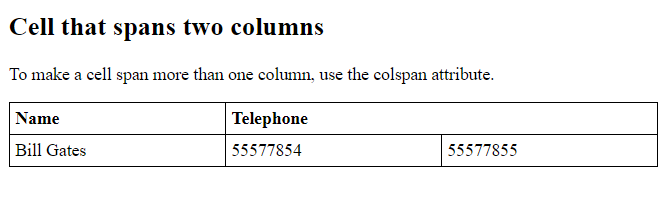 Cell that spans two columns
To make a cell span more than one column, use the colspan attribute.
Name Telephone
Bill Gates 55577854 55577855